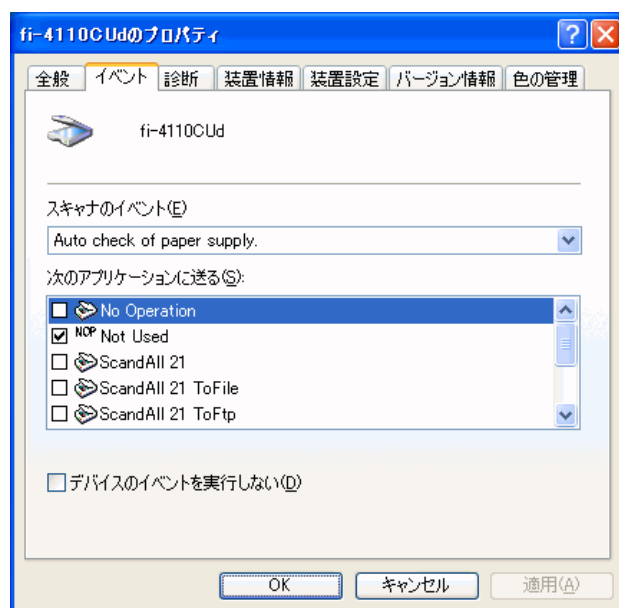 fi-4110CUdのプロパティ
全般 イベント 診断 装置情報 装置設定 バージョン情報 色の管理
fi-4110CUd
スキャナのイベント(E)
Auto check of paper supply.
次のアプリケーションに送る(S):
No Operation
NOP Not Used
ScandAll 21
ScandAll 21 ToFile
ScandAll 21 ToFtp
デバイスのイベントを実行しない(D)
OK キャンセル 適用(A)